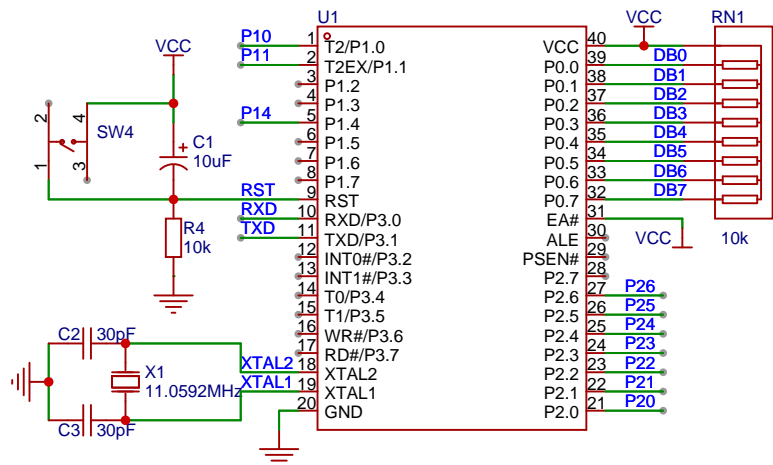 U1
VCC
RN1
P10
1
T2/P1.0
VCC
40
P11
2
T2EX/P1.1
P0.0
39
DB0
3
P1.2
P0.1
38
DB1
4
P1.3
P0.2
37
DB2
P14
5
P1.4
P0.3
36
DB3
6
P1.5
P0.4
35
DB4
7
P1.6
P0.5
34
DB5
8
P1.7
P0.6
33
DB6
RST
9
RST
P0.7
32
DB7
RXD
10
RXD/P3.0
EA#
31
VCC
10k
TXD
11
TXD/P3.1
ALE
30
12
INT0#/P3.2
PSEN#
29
13
INT1#/P3.3
P2.7
28
14
T0/P3.4
P2.6
27
P26
15
T1/P3.5
P2.5
26
P25
16
WR#/P3.6
P2.4
25
P24
17
RD#/P3.7
P2.3
24
P23
XTAL2
18
XTAL2
P2.2
23
P22
XTAL1
19
XTAL1
P2.1
22
P21
20
GND
P2.0
21
P20
VCC
2
4
SW4
1
3
C1
+
10uF
R4
10k
C2
30pF
X1
11.0592MHz
C3
30pF